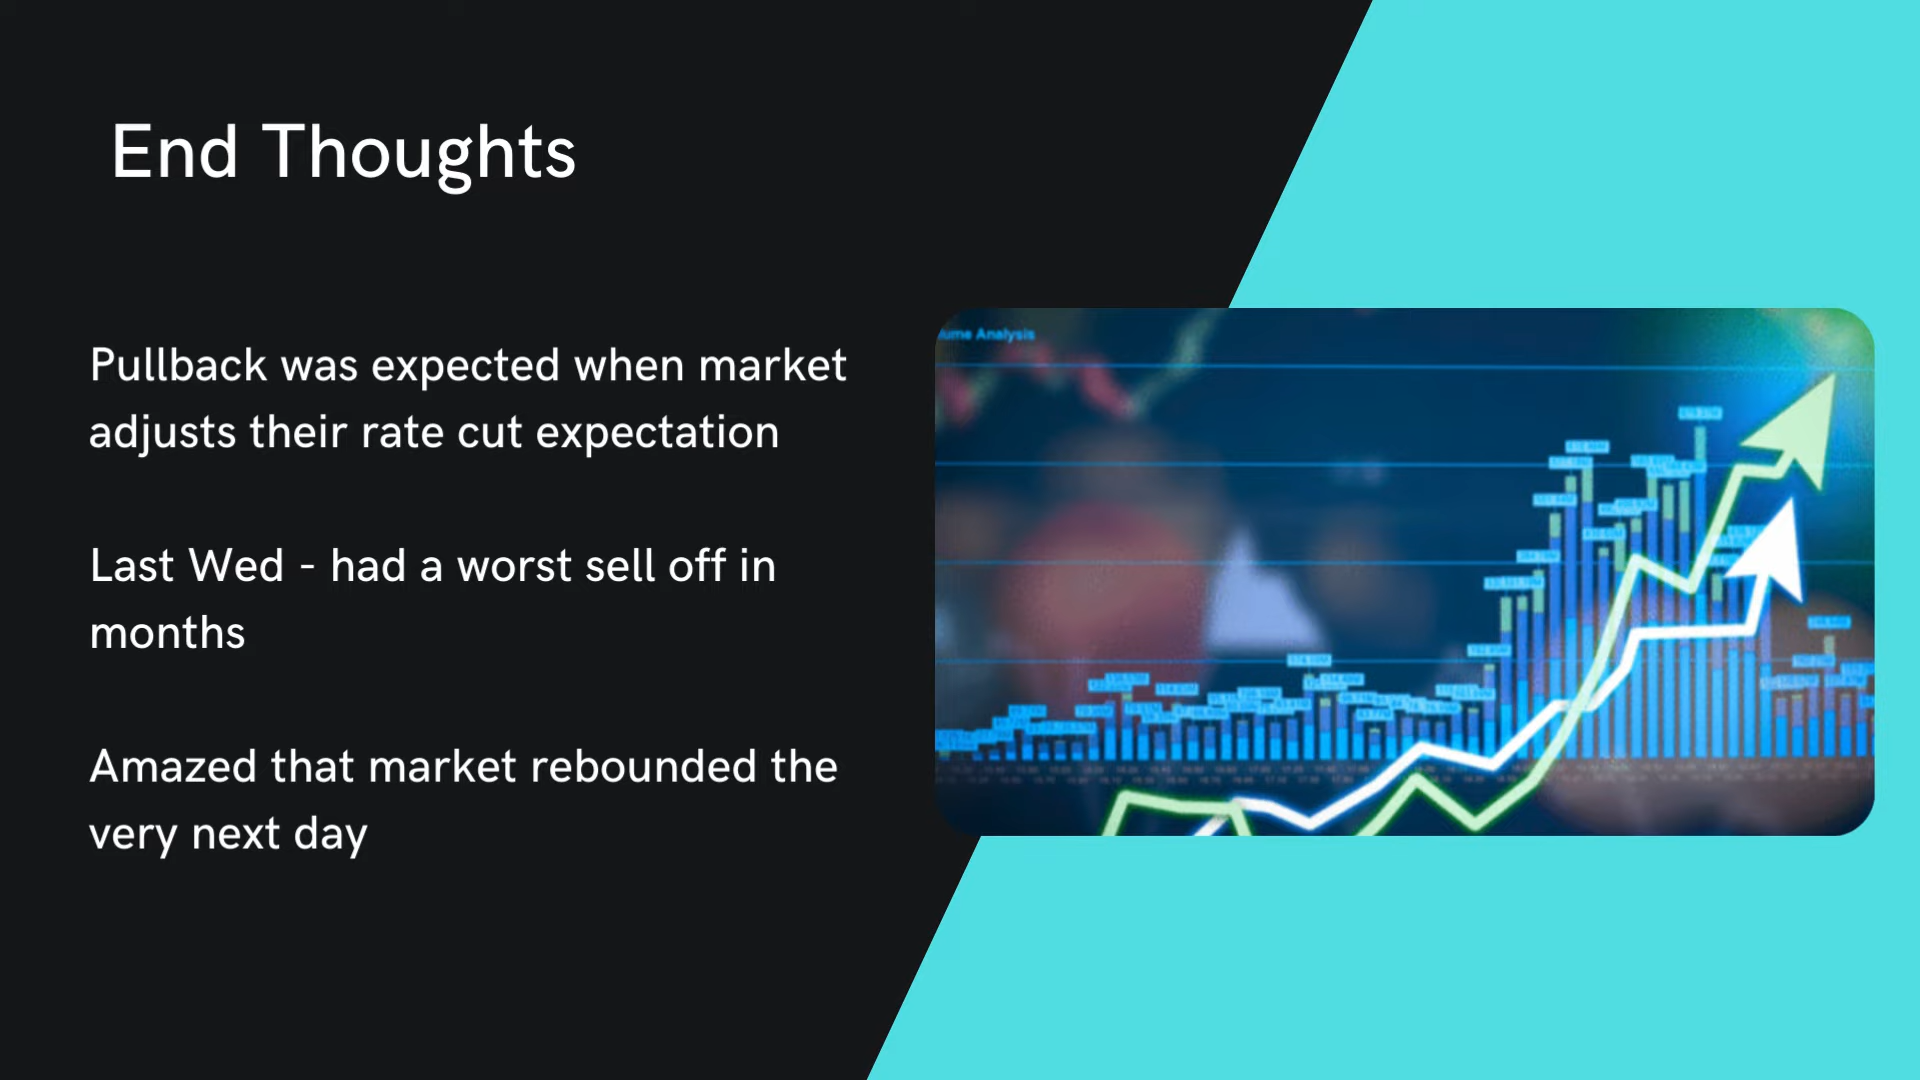 End Thoughts
Pullback was expected when market
adjusts their rate cut expectation
Last Wed - had a worst sell off in
months
Amazed that market rebounded the
very next day
Analysis